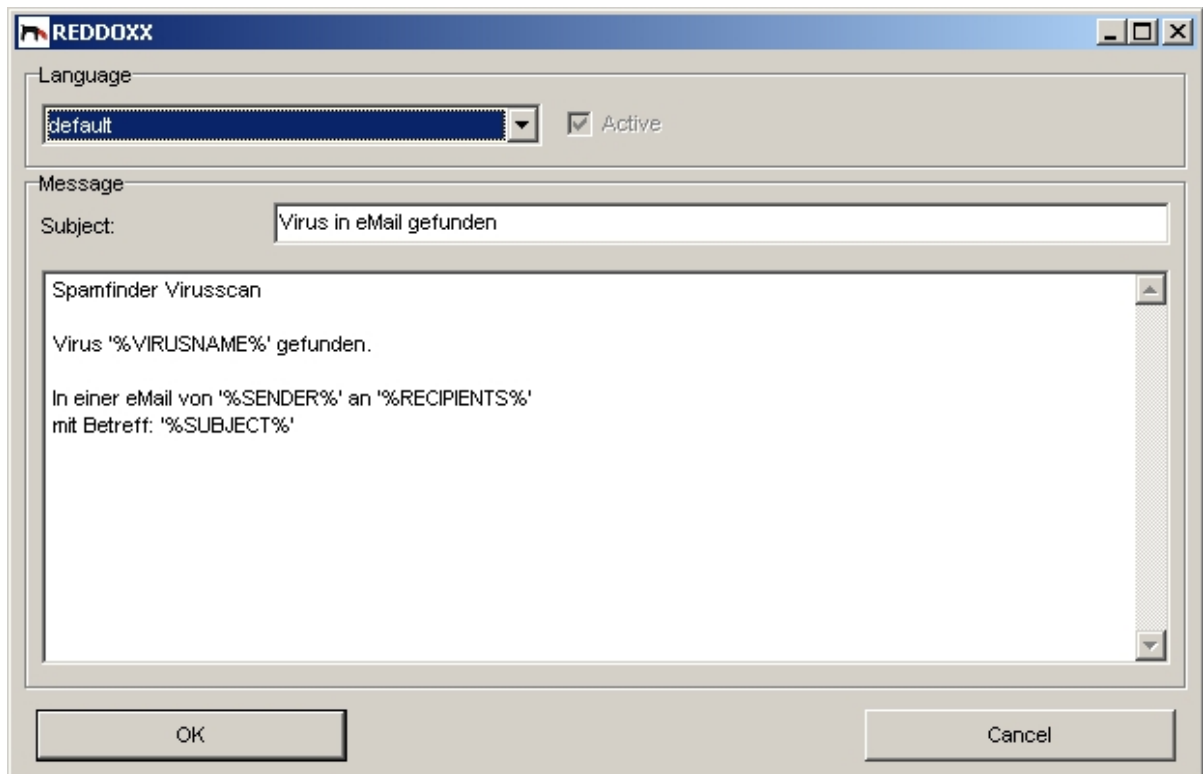 REDDOXX
Language
default
Active
Message
Subject:
Virus in eMail gefunden
Spamfinder Virusscan
Virus '%VIRUSNAME%' gefunden.
In einer eMail von '%SENDER%' an '%RECIPIENTS%'
mit Betreff: '%SUBJECT%'
OK
Cancel